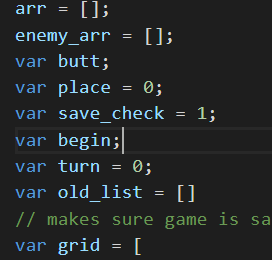 arr = [];
enemy_arr = [];
var butt;
var place = 0;
var save_check = 1;
var begin;
var turn = 0;
var old_list = []
// makes sure game is sa
var grid = [